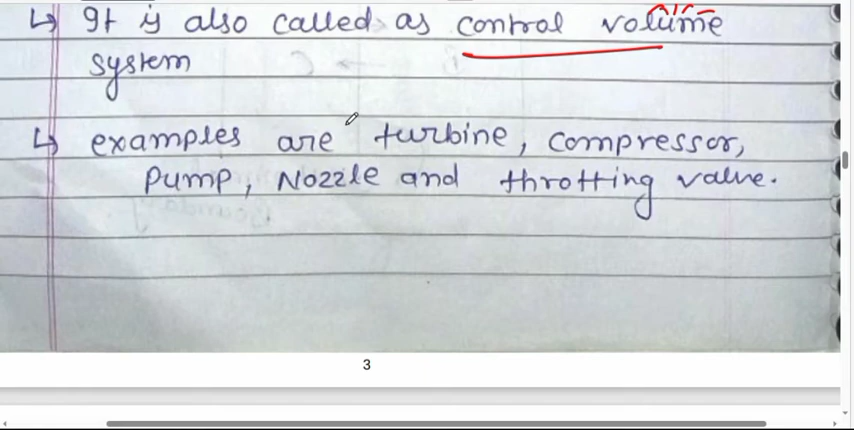 ↳ It is also called as control volume
system
↳ examples are turbine, compressor,
Pump, Nozzle and throtting valve.
3